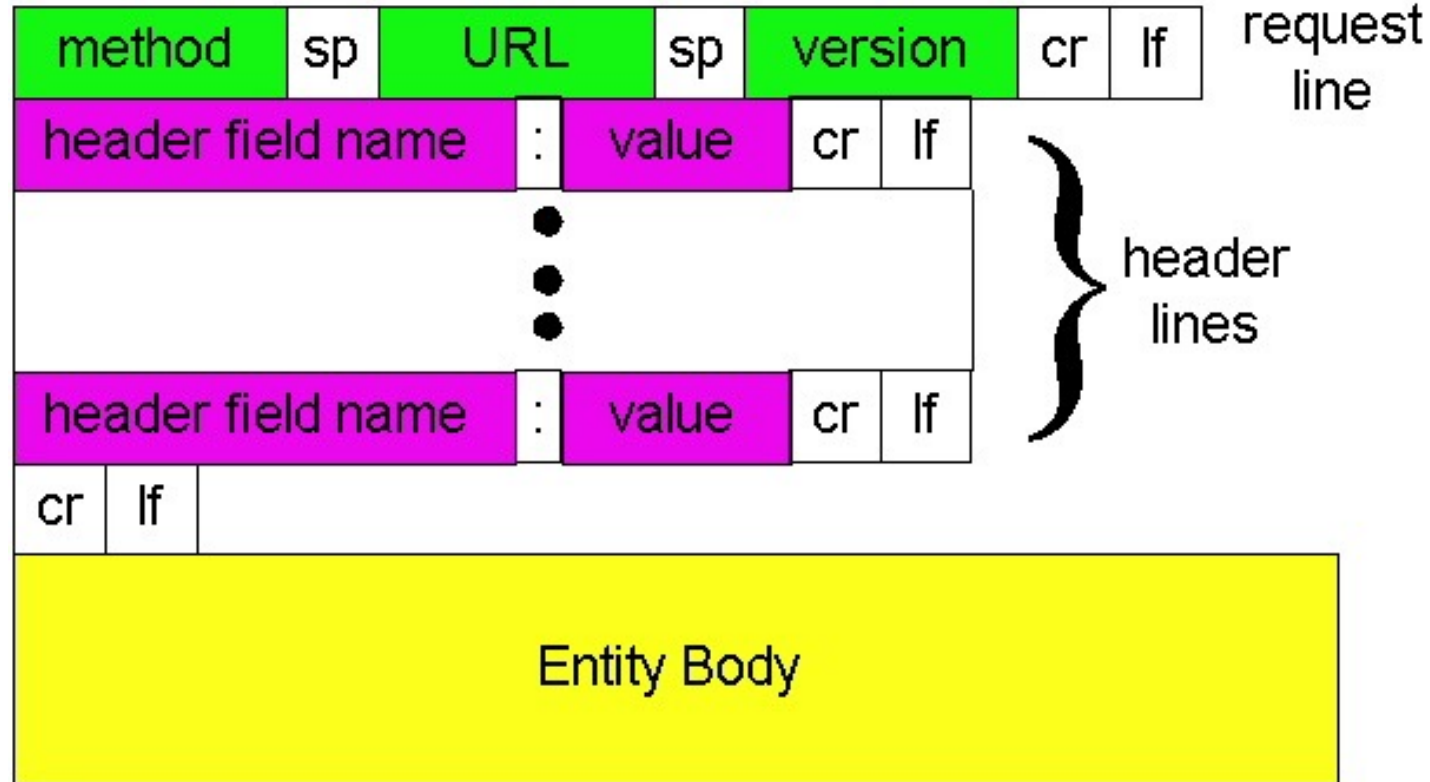 method sp URL sp version cr lf request line
header field name : value cr lf
header lines
header field name : value cr lf
cr lf
Entity Body